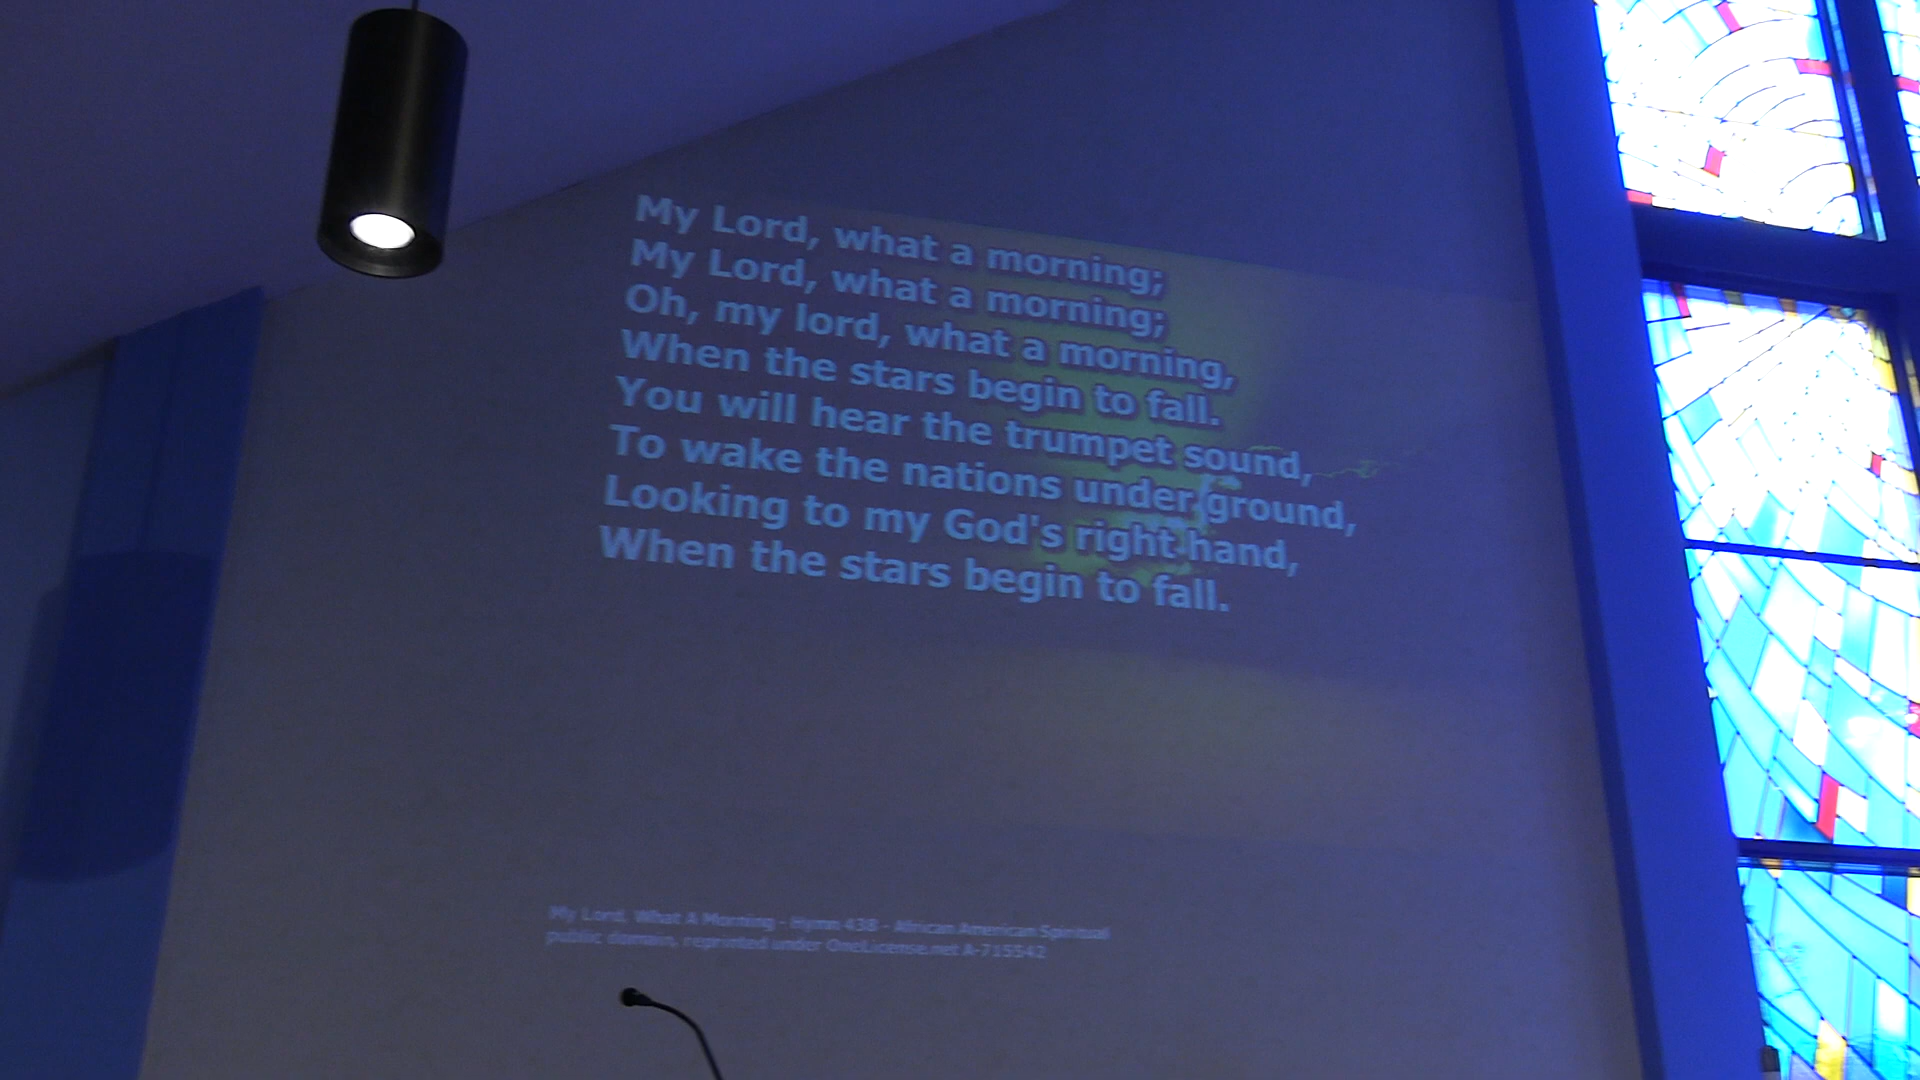 My Lord, what a morning;
My Lord, what a morning;
Oh, my lord, what a morning,
When the stars begin to fall.
You will hear the trumpet sound,
To wake the nations under ground,
Looking to my God's right hand,
When the stars begin to fall.
My Lord, What A Morning - Hymn 438 - African American Spiritual
public domain, reprinted under OneLicense.net A-715542